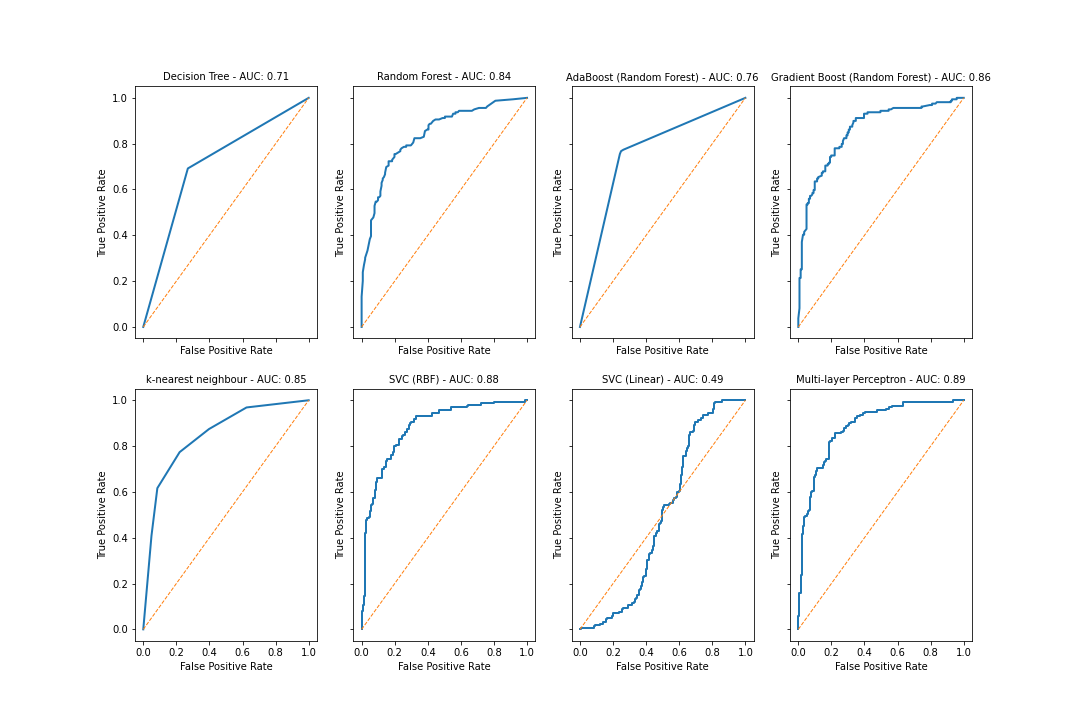 Decision Tree - AUC: 0.71
Random Forest - AUC: 0.84
AdaBoost (Random Forest) - AUC: 0.76
Gradient Boost (Random Forest) - AUC: 0.86
1.0
0.8
0.6
0.4
0.2
0.0
True Positive Rate
True Positive Rate
True Positive Rate
True Positive Rate
False Positive Rate
False Positive Rate
False Positive Rate
False Positive Rate
k-nearest neighbour - AUC: 0.85
SVC (RBF) - AUC: 0.88
SVC (Linear) - AUC: 0.49
Multi-layer Perceptron - AUC: 0.89
1.0
0.8
0.6
0.4
0.2
0.0
True Positive Rate
True Positive Rate
True Positive Rate
True Positive Rate
0.0 0.2 0.4 0.6 0.8 1.0
0.0 0.2 0.4 0.6 0.8 1.0
0.0 0.2 0.4 0.6 0.8 1.0
0.0 0.2 0.4 0.6 0.8 1.0
False Positive Rate
False Positive Rate
False Positive Rate
False Positive Rate